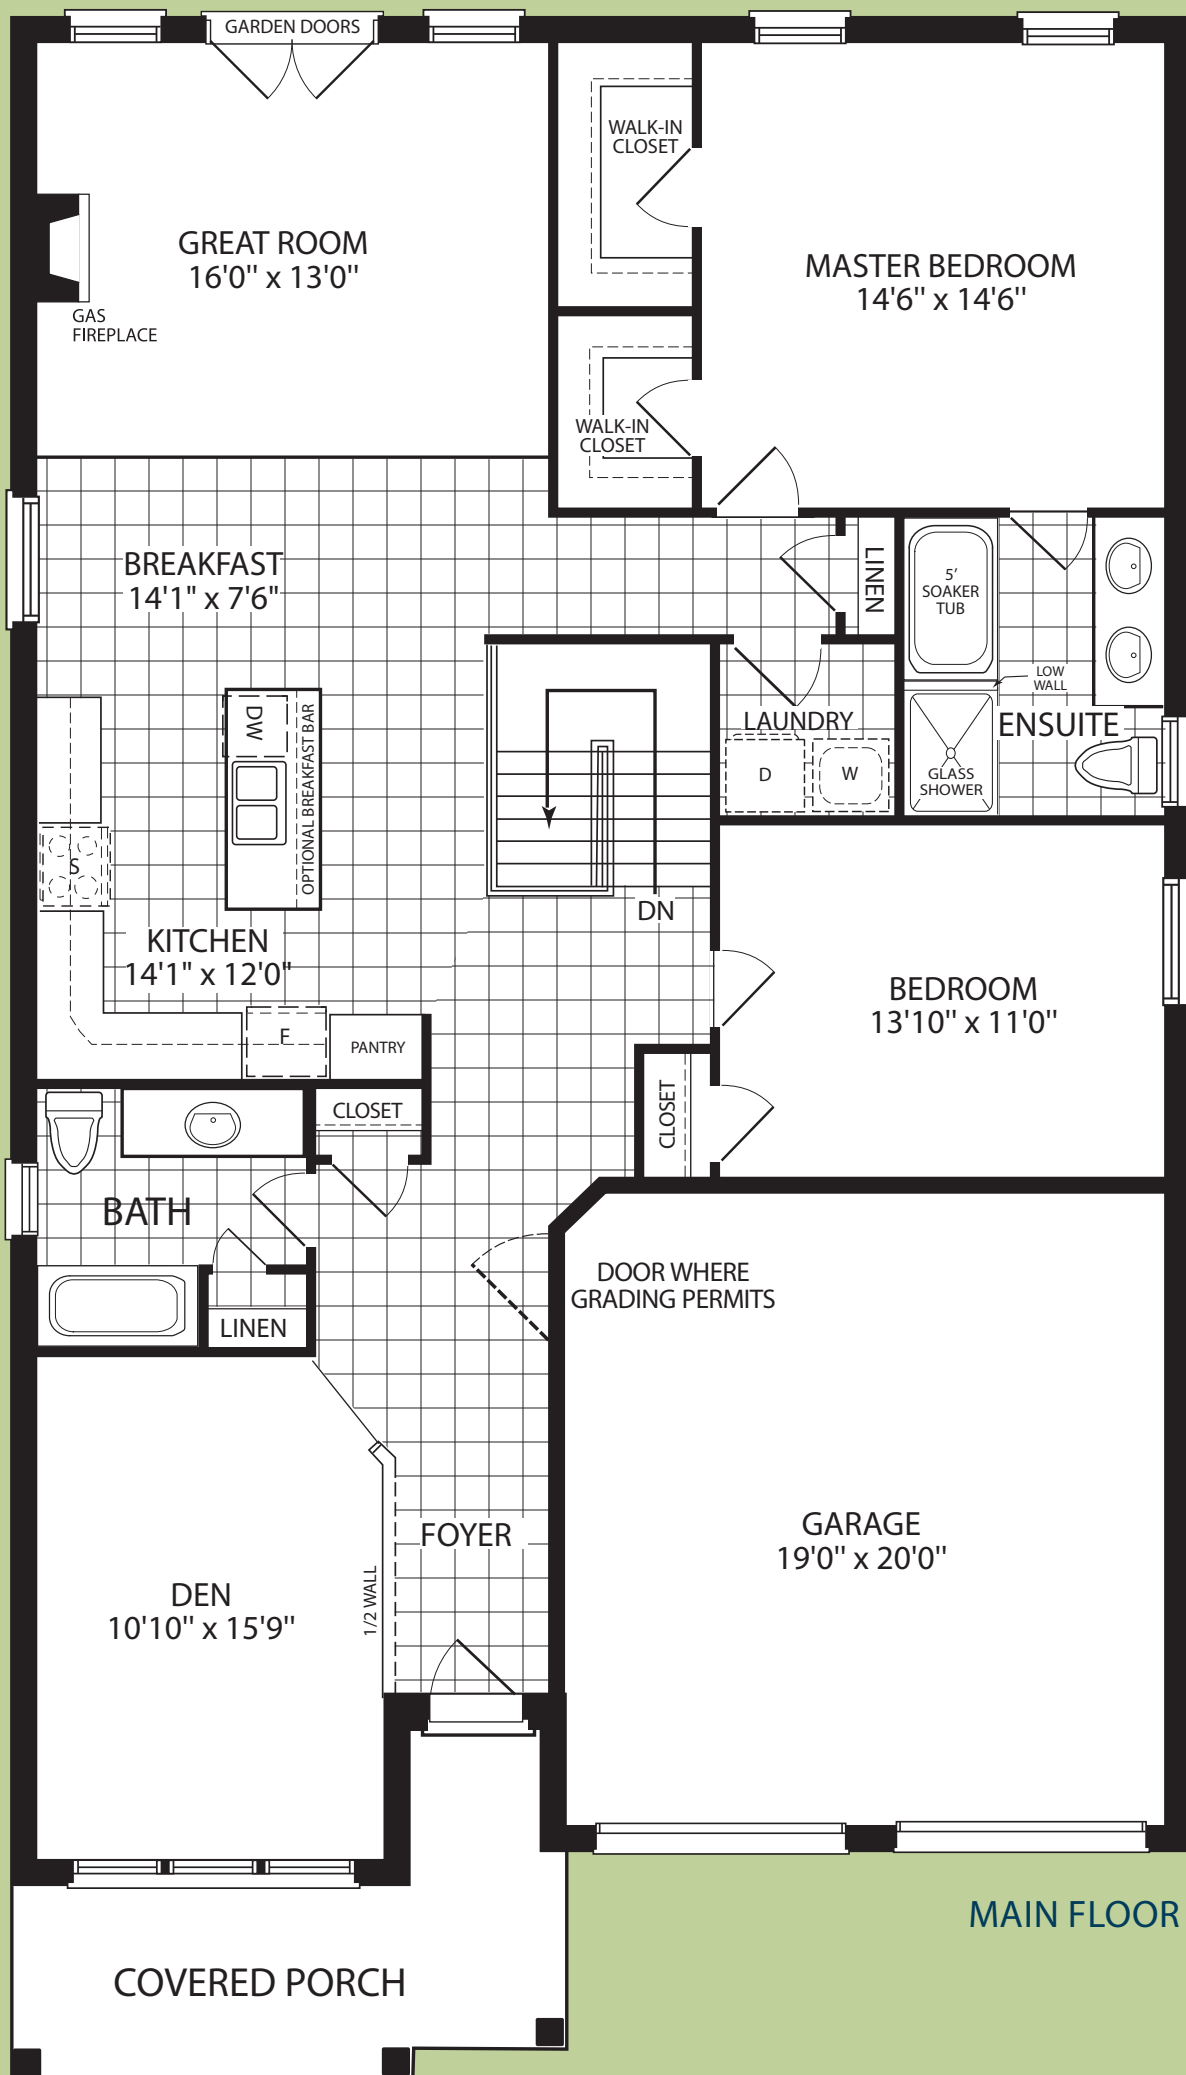 GARDEN DOORS
WALK-IN
CLOSET
GREAT ROOM
16'0" x 13'0"
MASTER BEDROOM
14'6" x 14'6"
GAS
FIREPLACE
WALK-IN
CLOSET
BREAKFAST
14'1" x 7'6"
LINEN
5'
SOAKER
TUB
LOW
WALL
DW
OPTIONAL BREAKFAST BAR
LAUNDRY
ENSUITE
D
W
GLASS
SHOWER
S
DN
KITCHEN
14'1" x 12'0"
BEDROOM
13'10" x 11'0"
F
PANTRY
CLOSET
CLOSET
BATH
DOOR WHERE
GRADING PERMITS
LINEN
FOYER
GARAGE
19'0" x 20'0"
DEN
10'10" x 15'9"
1/2 WALL
MAIN FLOOR
COVERED PORCH